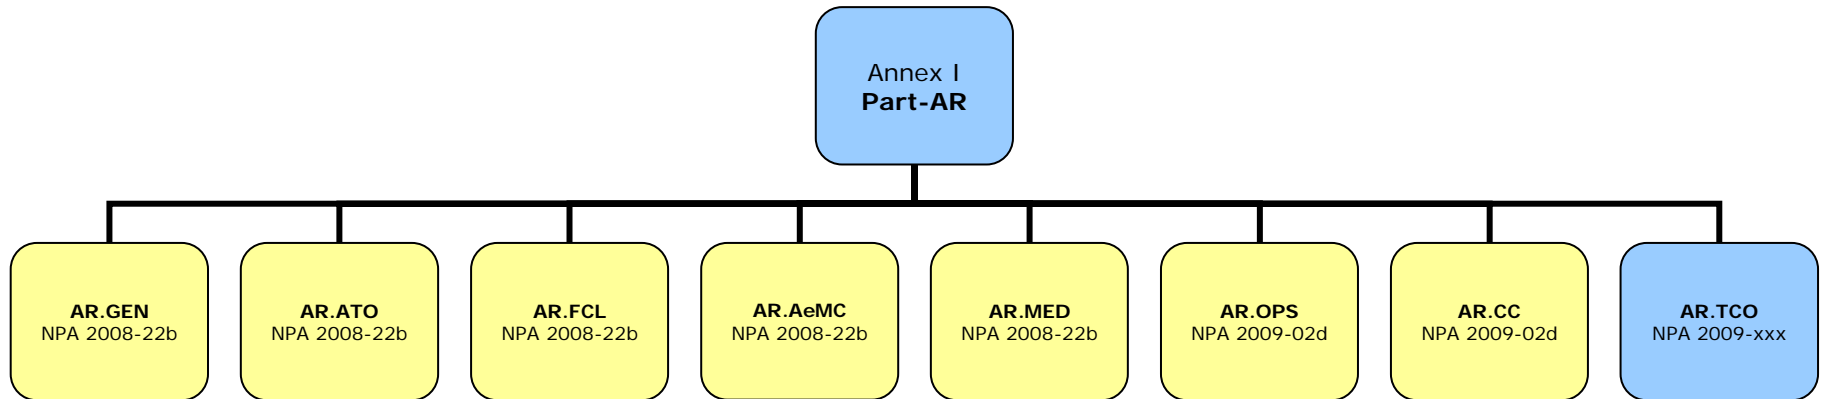 Annex I
Part-AR
AR.GEN
NPA 2008-22b
AR.ATO
NPA 2008-22b
AR.FCL
NPA 2008-22b
AR.AeMC
NPA 2008-22b
AR.MED
NPA 2008-22b
AR.OPS
NPA 2009-02d
AR.CC
NPA 2009-02d
AR.TCO
NPA 2009-xxx